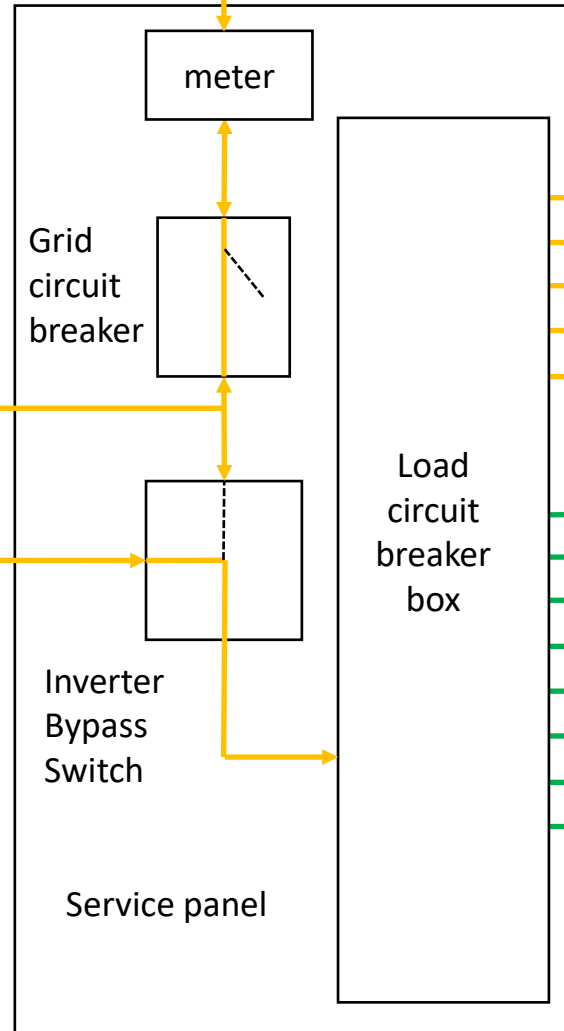 meter
Grid
circuit
breaker
Load
circuit
breaker
box
Inverter
Bypass
Switch
Service panel